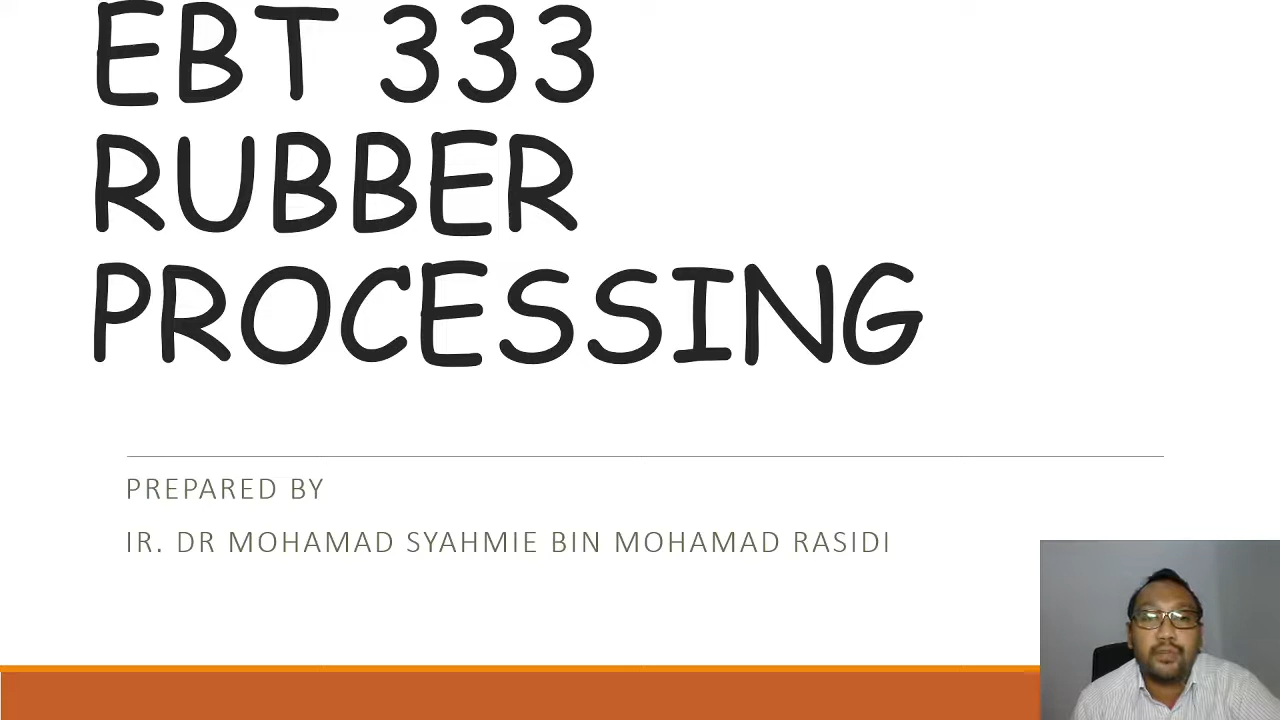 EBT 333
RUBBER
PROCESSING
PREPARED BY
IR. DR MOHAMAD SYAHMIE BIN MOHAMAD RASIDI